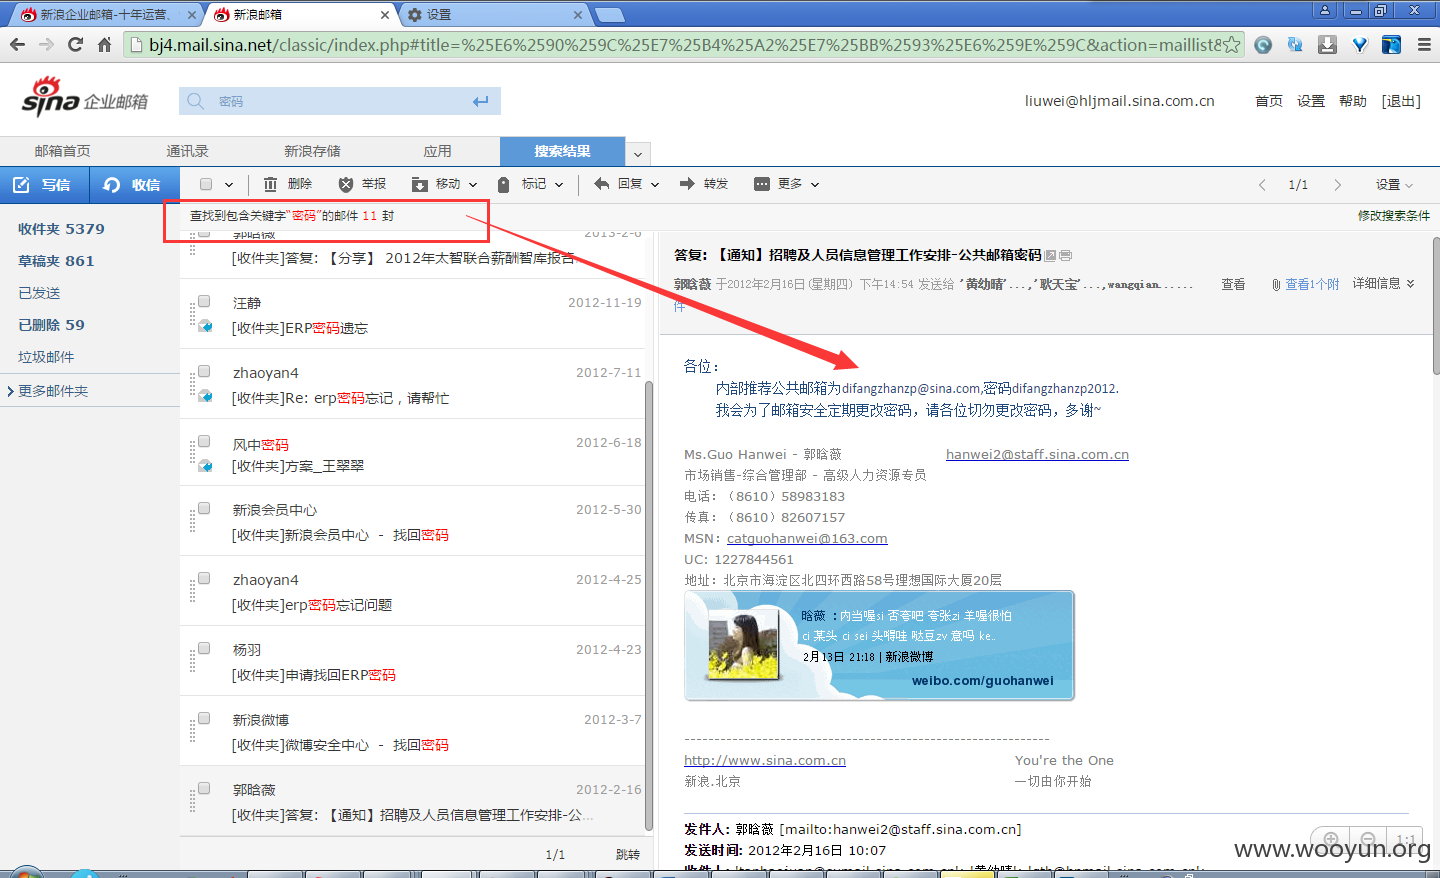 新浪企业邮箱-十年运营、
新浪邮箱
设置
bj4.mail.sina.net/classic/index.php#title=%25E6%2590%259C%25E7%25B4%25A2%25E7%25BB%2593%25E6%259E%259C&action=maillist&
sina 企业邮箱
密码
liuwei@hljmail.sina.com.cn
首页 设置 帮助 [退出]
邮箱首页 通讯录 新浪存储 应用 搜索结果
写信 收信
删除 举报 移动 标记 回复 转发 更多
1/1
设置
查找到包含关键字“密码”的邮件 11 封
修改搜索条件
收件夹 5379
草稿夹 861
已发送
已删除 59
垃圾邮件
更多邮件夹
郭晗薇 2013-2-6
[收件夹]答复: 【分享】 2012年太智联合薪酬智库报告...
汪静 2012-11-19
[收件夹]ERP密码遗忘
zhaoyan4 2012-7-11
[收件夹]Re: erp密码忘记，请帮忙
风中密码 2012-6-18
[收件夹]方案_王翠翠
新浪会员中心 2012-5-30
[收件夹]新浪会员中心 - 找回密码
zhaoyan4 2012-4-25
[收件夹]erp密码忘记问题
杨羽 2012-4-23
[收件夹]申请找回ERP密码
新浪微博 2012-3-7
[收件夹]微博安全中心 - 找回密码
郭晗薇 2012-2-16
[收件夹]答复: 【通知】招聘及人员信息管理工作安排-公...
1/1 跳转
答复: 【通知】招聘及人员信息管理工作安排-公共邮箱密码
郭晗薇 于2012年2月16日(星期四) 下午14:54 发送给 '黄幼晴'...,'耿天宝'...,wangqian...... 查看 查看1个附件 详细信息
各位：
内部推荐公共邮箱为difangzhanzp@sina.com,密码difangzhanzp2012.
我会为了邮箱安全定期更改密码，请各位切勿更改密码，多谢~
Ms.Guo Hanwei - 郭晗薇 hanwei2@staff.sina.com.cn
市场销售-综合管理部 - 高级人力资源专员
电话：（8610）58983183
传真：（8610）82607157
MSN: catguohanwei@163.com
UC: 1227844561
地址: 北京市海淀区北四环西路58号理想国际大厦20层
晗薇 ：内当喔si 否夸吧 夸张zi 羊喔很怕
ci 某头 ci sei 头嘚哇 哒豆zv 意吗 ke..
2月13日 21:18 | 新浪微博
weibo.com/guohanwei
-------------------------------------------------------------
http://www.sina.com.cn You're the One
新浪.北京 一切由你开始
发件人: 郭晗薇 [mailto:hanwei2@staff.sina.com.cn]
发送时间: 2012年2月16日 10:07
1:1
www.wooyun.org